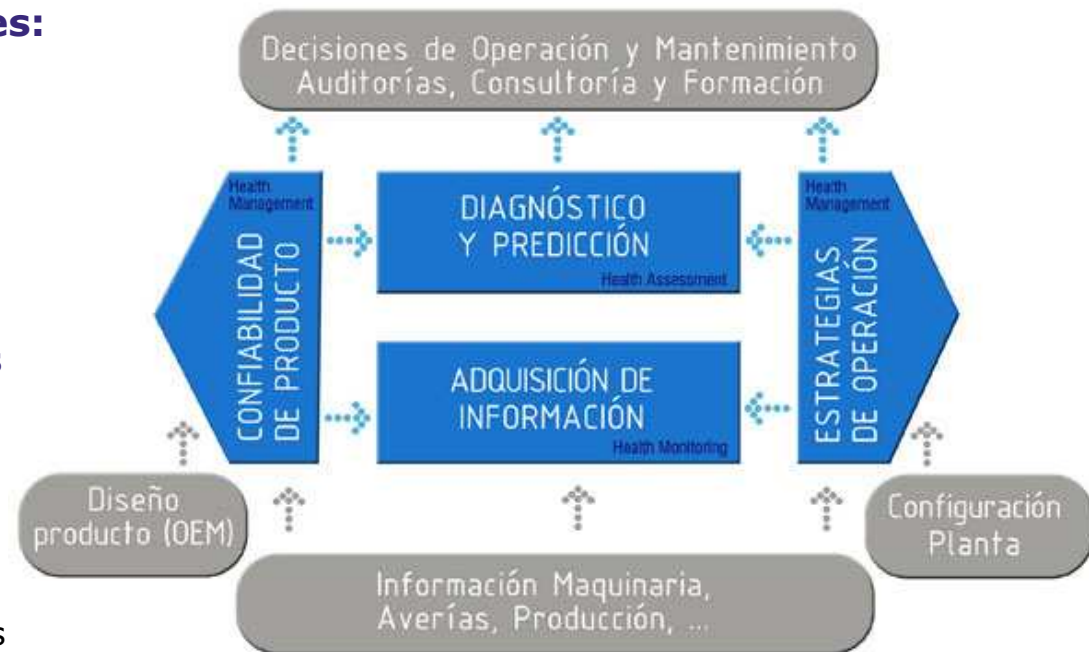 es:
Decisiones de Operación y Mantenimiento
Auditorías, Consultoría y Formación
Health
Management
CONFIABILIDAD
DE PRODUCTO
DIAGNÓSTICO
Y PREDICCIÓN
Health Assessment
Health
Management
ESTRATEGIAS
DE OPERACIÓN
s
ADQUISICIÓN DE
INFORMACIÓN
Health Monitoring
Diseño
producto (OEM)
Configuración
Planta
Información Maquinaria,
Averías, Producción, ...
s